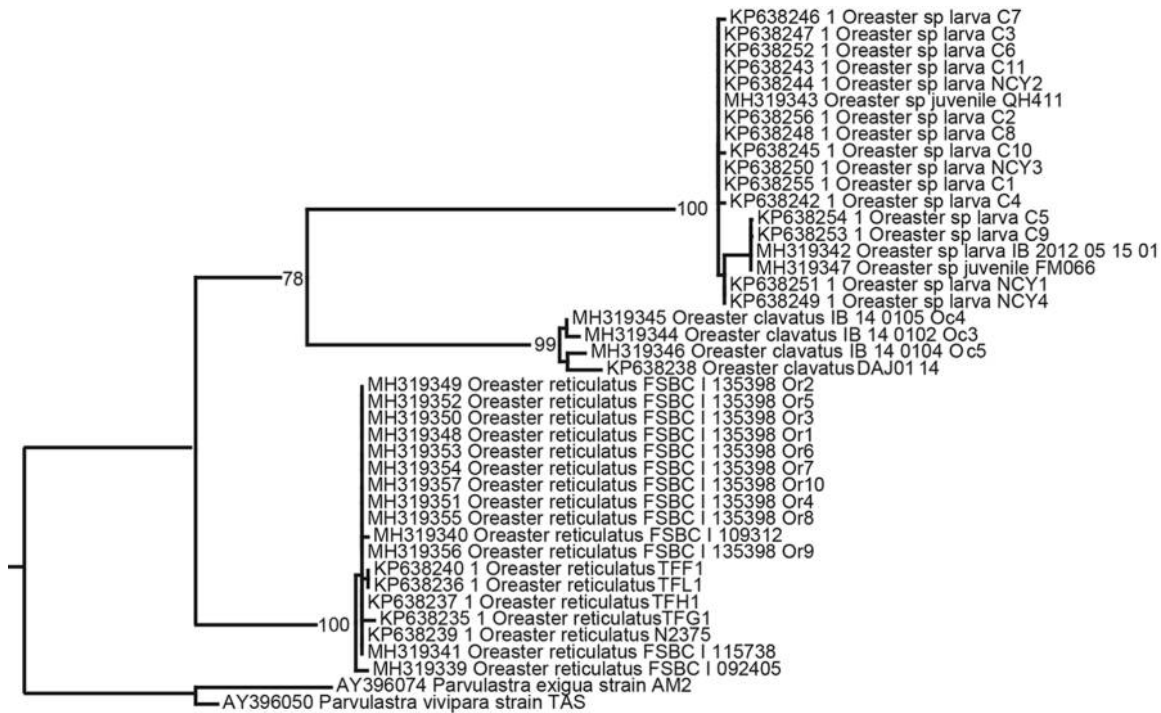 KP638246 1 Oreaster sp larva C7
KP638247 1 Oreaster sp larva C3
KP638252 1 Oreaster sp larva C6
KP638243 1 Oreaster sp larva C11
KP638244 1 Oreaster sp larva NCY2
MH319343 Oreaster sp juvenile QH411
KP638256 1 Oreaster sp larva C2
KP638248 1 Oreaster sp larva C8
KP638245 1 Oreaster sp larva C10
KP638250 1 Oreaster sp larva NCY3
KP638255 1 Oreaster sp larva C1
KP638242 1 Oreaster sp larva C4
100
KP638254 1 Oreaster sp larva C5
KP638253 1 Oreaster sp larva C9
MH319342 Oreaster sp larva IB 2012 05 15 01
MH319347 Oreaster sp juvenile FM066
78
KP638251 1 Oreaster sp larva NCY1
KP638249 1 Oreaster sp larva NCY4
MH319345 Oreaster clavatus IB 14 0105 Oc4
MH319344 Oreaster clavatus IB 14 0102 Oc3
99
MH319346 Oreaster clavatus IB 14 0104 Oc5
KP638238 Oreaster clavatus DAJ01 14
MH319349 Oreaster reticulatus FSBC I 135398 Or2
MH319352 Oreaster reticulatus FSBC I 135398 Or5
MH319350 Oreaster reticulatus FSBC I 135398 Or3
MH319348 Oreaster reticulatus FSBC I 135398 Or1
MH319353 Oreaster reticulatus FSBC I 135398 Or6
MH319354 Oreaster reticulatus FSBC I 135398 Or7
MH319357 Oreaster reticulatus FSBC I 135398 Or10
MH319351 Oreaster reticulatus FSBC I 135398 Or4
MH319355 Oreaster reticulatus FSBC I 135398 Or8
MH319340 Oreaster reticulatus FSBC I 109312
MH319356 Oreaster reticulatus FSBC I 135398 Or9
KP638240 1 Oreaster reticulatus TFF1
KP638236 1 Oreaster reticulatus TFL1
KP638237 1 Oreaster reticulatus TFH1
KP638235 1 Oreaster reticulatus TFG1
100
KP638239 1 Oreaster reticulatus N2375
MH319341 Oreaster reticulatus FSBC I 115738
MH319339 Oreaster reticulatus FSBC I 092405
AY396074 Parvulastra exigua strain AM2
AY396050 Parvulastra vivipara strain TAS